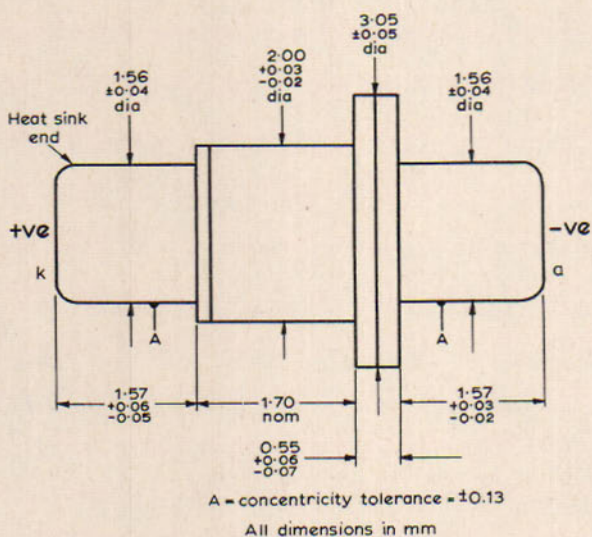 3·05
±0·05
dia
2·00
+0·03
-0·02
dia
1·56
±0·04
dia
1·56
±0·04
dia
Heat sink
end
+ve
-ve
k
a
A
A
1·57
+0·06
-0·05
1·70
nom
1·57
+0·03
-0·02
0·55
+0·06
-0·07
A = concentricity tolerance = ±0·13
All dimensions in mm